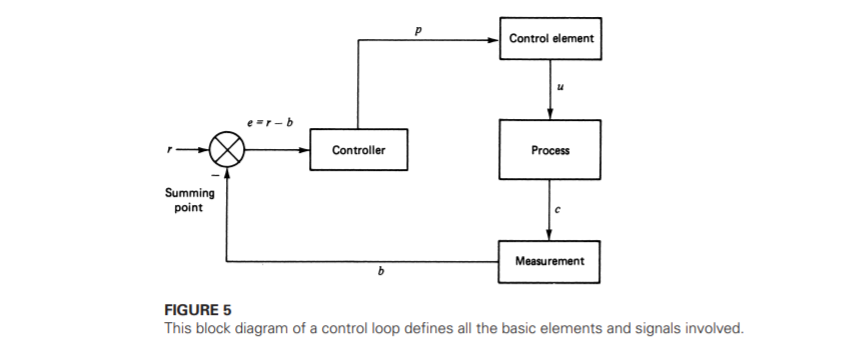 p
Control element
u
e = r – b
r
Controller
Process
–
Summing
point
c
Measurement
b
FIGURE 5
This block diagram of a control loop defines all the basic elements and signals involved.